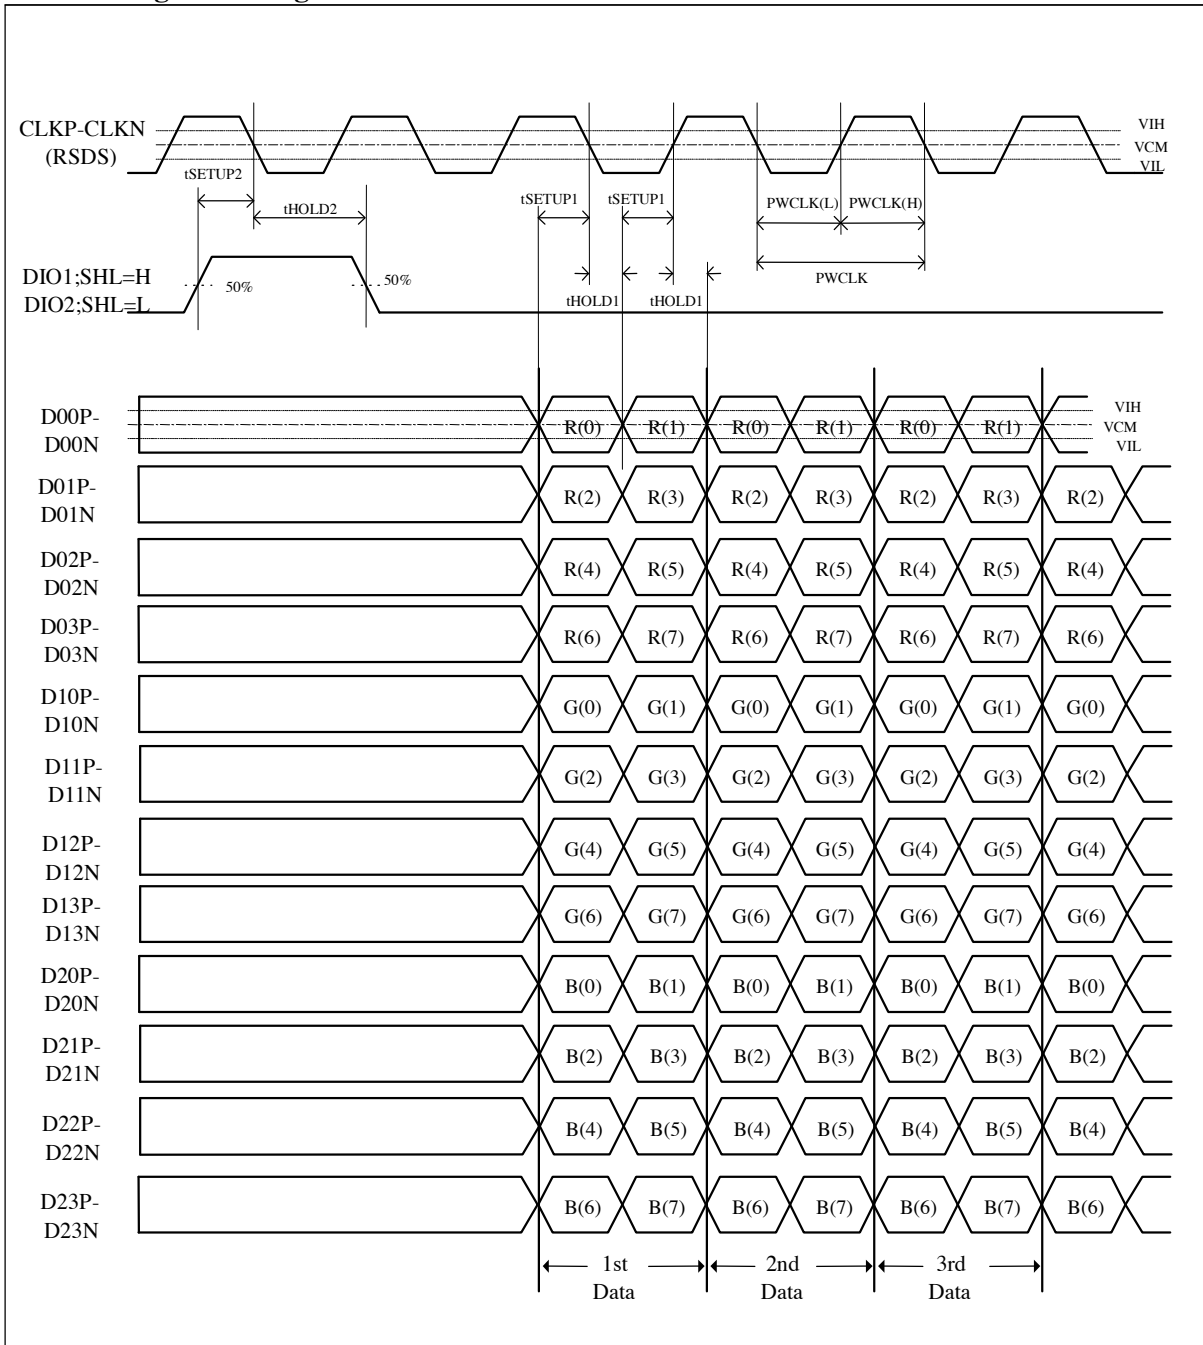 CLKP-CLKN
(RSDS)
VIH
VCM
VIL
tSETUP2
tHOLD2
tSETUP1
tSETUP1
PWCLK(L)
PWCLK(H)
PWCLK
tHOLD1
tHOLD1
DIO1;SHL=H
DIO2;SHL=L
50%
50%
D00P-
D00N
R(0) R(1) R(0) R(1) R(0) R(1)
VIH
VCM
VIL
D01P-
D01N
R(2) R(3) R(2) R(3) R(2) R(3) R(2)
D02P-
D02N
R(4) R(5) R(4) R(5) R(4) R(5) R(4)
D03P-
D03N
R(6) R(7) R(6) R(7) R(6) R(7) R(6)
D10P-
D10N
G(0) G(1) G(0) G(1) G(0) G(1) G(0)
D11P-
D11N
G(2) G(3) G(2) G(3) G(2) G(3) G(2)
D12P-
D12N
G(4) G(5) G(4) G(5) G(4) G(5) G(4)
D13P-
D13N
G(6) G(7) G(6) G(7) G(6) G(7) G(6)
D20P-
D20N
B(0) B(1) B(0) B(1) B(0) B(1) B(0)
D21P-
D21N
B(2) B(3) B(2) B(3) B(2) B(3) B(2)
D22P-
D22N
B(4) B(5) B(4) B(5) B(4) B(5) B(4)
D23P-
D23N
B(6) B(7) B(6) B(7) B(6) B(7) B(6)
1st
Data
2nd
Data
3rd
Data